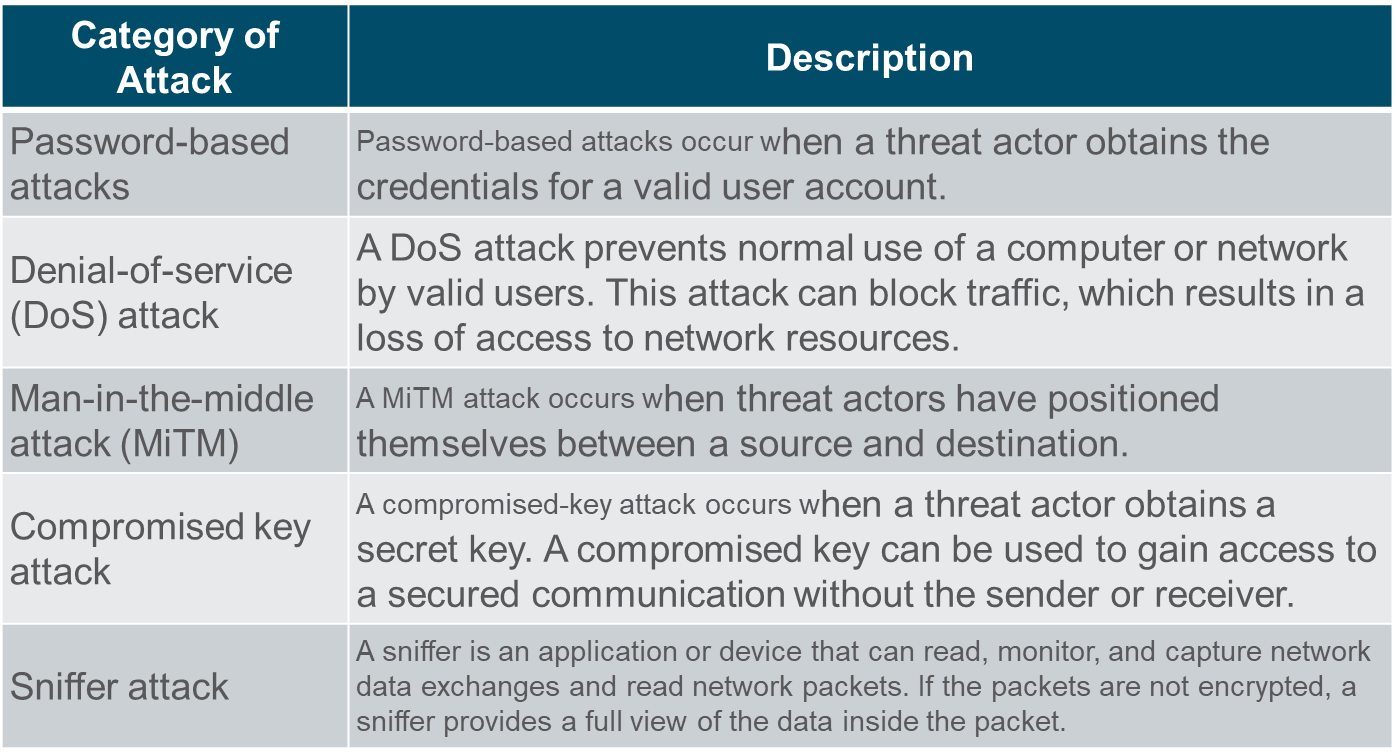 Category of
Attack
Description
Password-based
attacks
Password-based attacks occur when a threat actor obtains the
credentials for a valid user account.
Denial-of-service
(DoS) attack
A DoS attack prevents normal use of a computer or network
by valid users. This attack can block traffic, which results in a
loss of access to network resources.
Man-in-the-middle
attack (MiTM)
A MiTM attack occurs when threat actors have positioned
themselves between a source and destination.
Compromised key
attack
A compromised-key attack occurs when a threat actor obtains a
secret key. A compromised key can be used to gain access to
a secured communication without the sender or receiver.
Sniffer attack
A sniffer is an application or device that can read, monitor, and capture network
data exchanges and read network packets. If the packets are not encrypted, a
sniffer provides a full view of the data inside the packet.